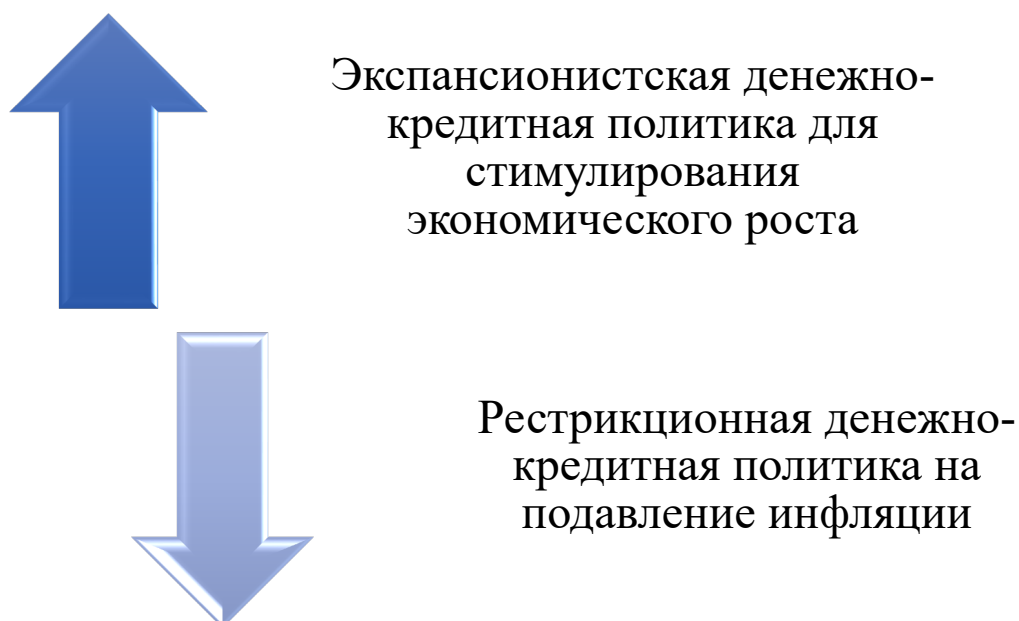 Экспансионистская денежно-
кредитная политика для
стимулирования
экономического роста
Рестрикционная денежно-
кредитная политика на
подавление инфляции